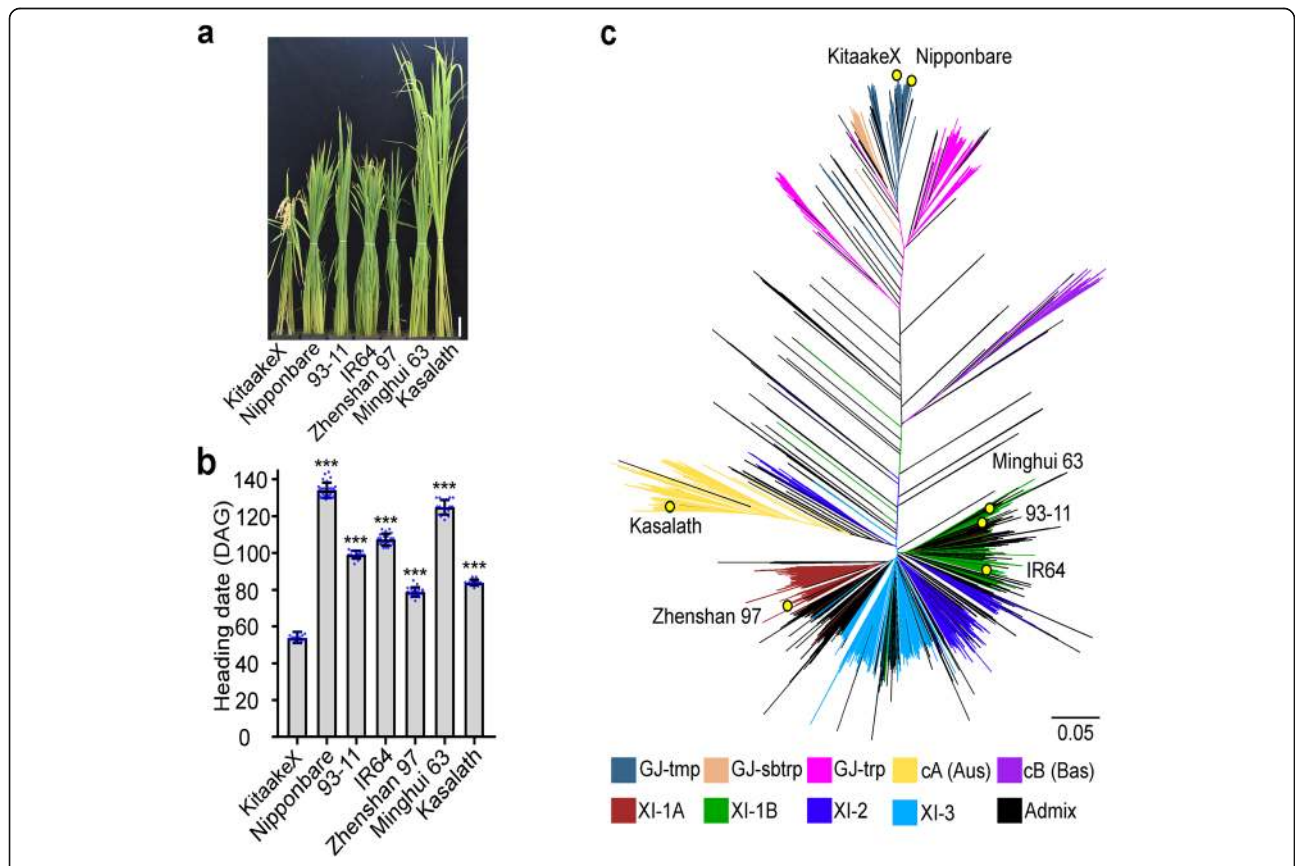 a
KitaakeX
Nipponbare
93-11
IR64
Zhenshan 97
Minghui 63
Kasalath
b
Heading date (DAG)
140
120
100
80
60
40
20
0
***
***
***
***
***
***
KitaakeX
Nipponbare
93-11
IR64
Zhenshan 97
Minghui 63
Kasalath
c
KitaakeX Nipponbare
Minghui 63
93-11
IR64
Kasalath
Zhenshan 97
0.05
GJ-tmp GJ-sbtrp GJ-trp cA (Aus) cB (Bas)
XI-1A XI-1B XI-2 XI-3 Admix